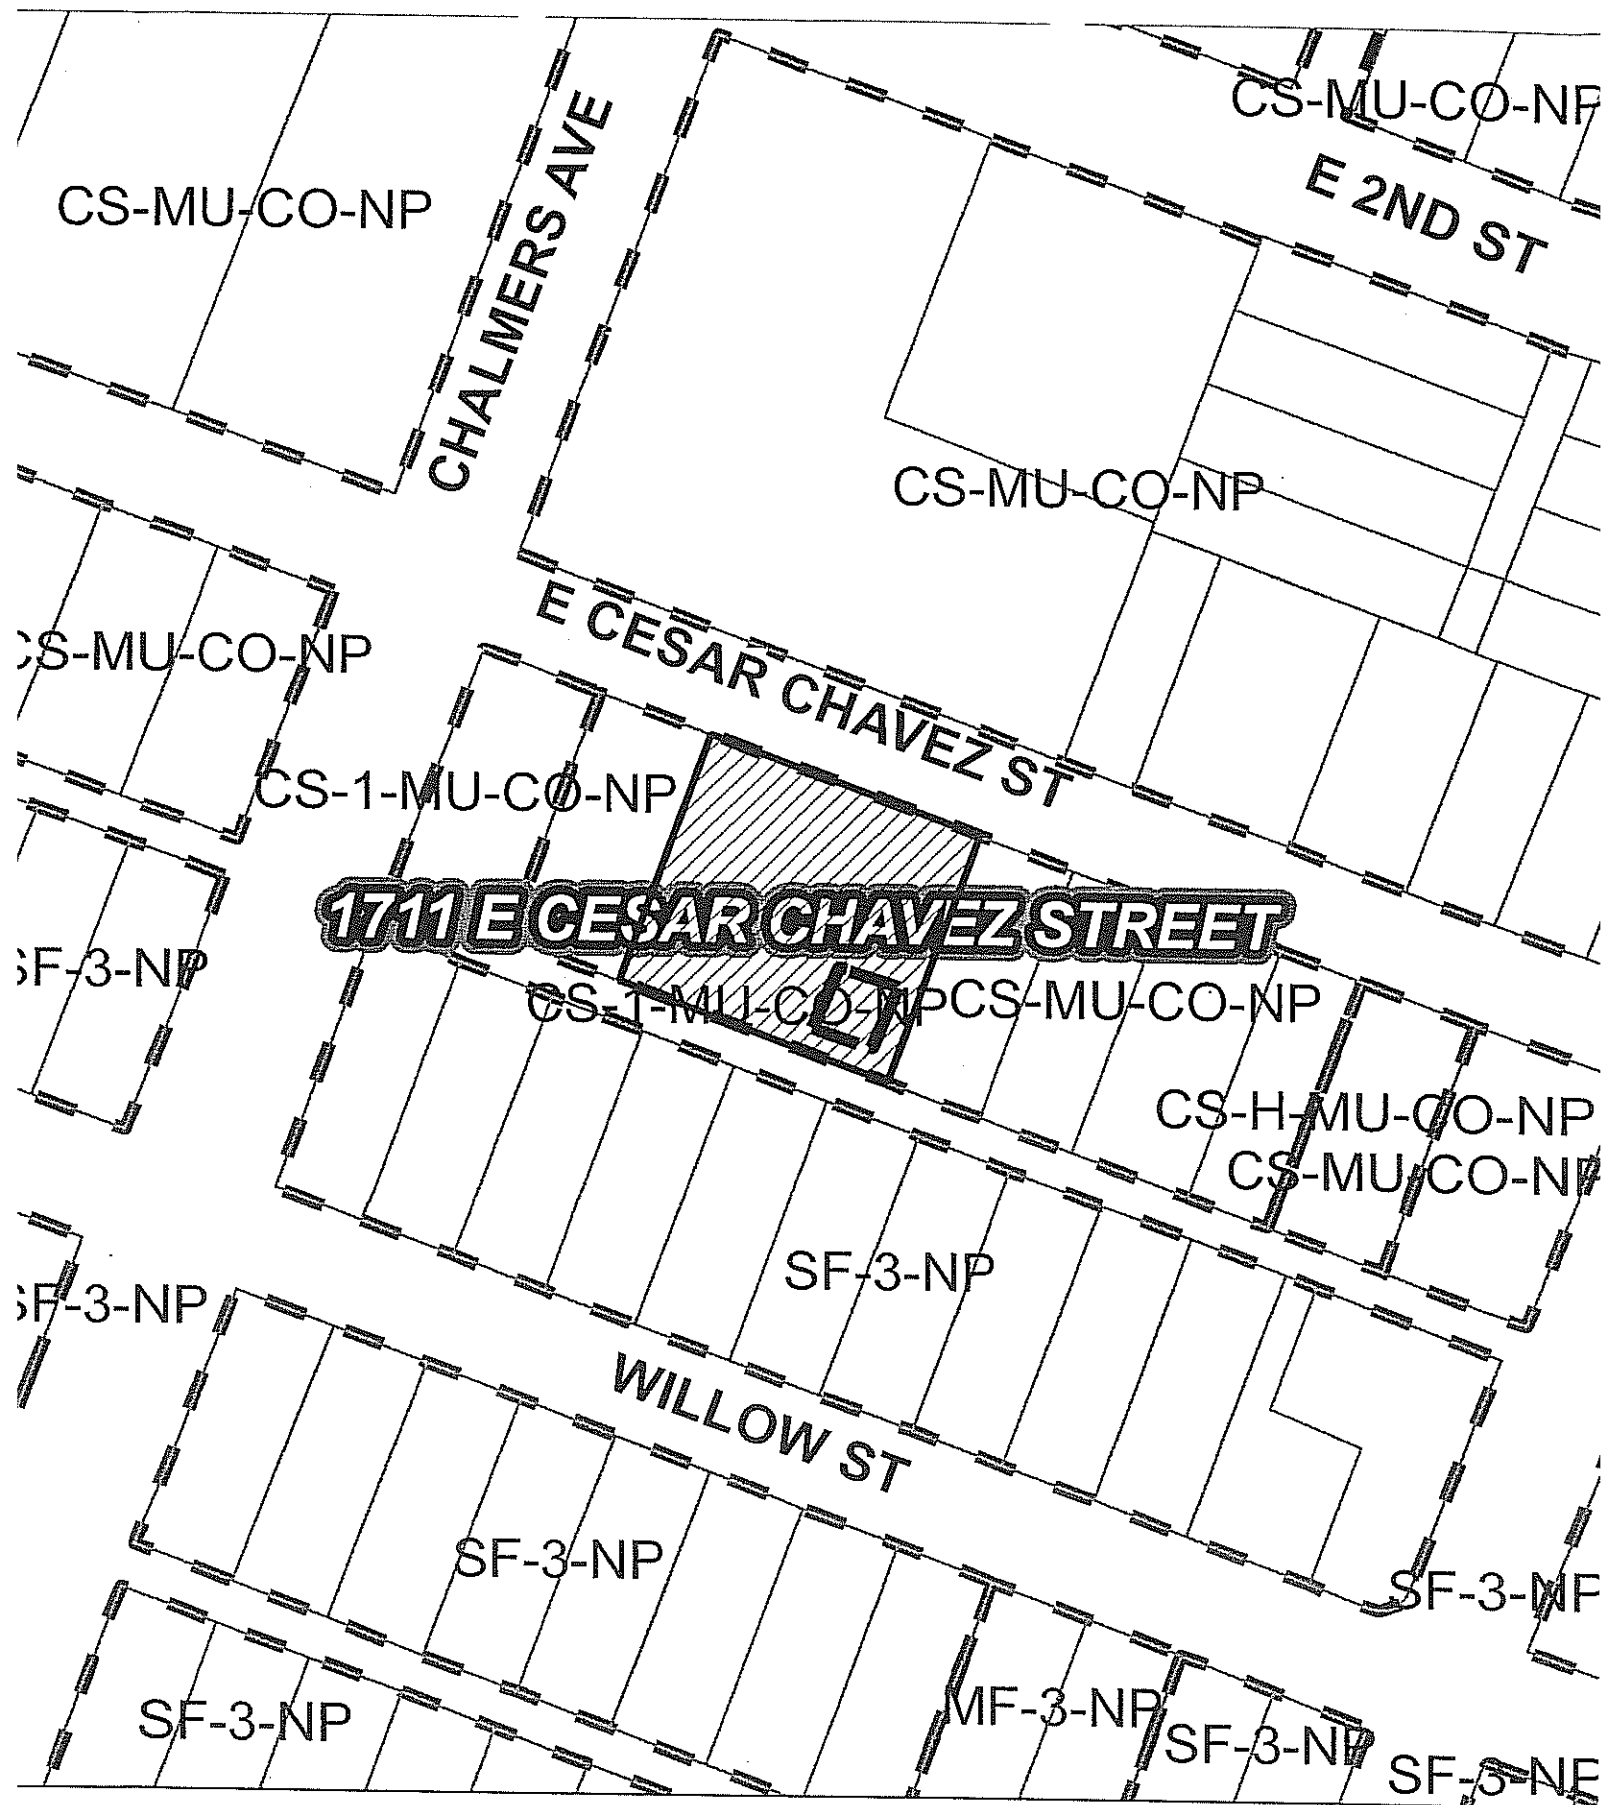 CS-MU-CO-NP
E 2ND ST
CS-MU-CO-NP
CHALMERS AVE
CS-MU-CO-NP
E CESAR CHAVEZ ST
CS-MU-CO-NP
CS-1-MU-CO-NP
1711 E CESAR CHAVEZ STREET
SF-3-NP
CS-1-MU-CO-NP
CS-MU-CO-NP
CS-H-MU-CO-NP
CS-MU-CO-NP
SF-3-NP
SF-3-NP
WILLOW ST
SF-3-NP
SF-3-NP
SF-3-NP
MF-3-NP
SF-3-NP
SF-3-NP